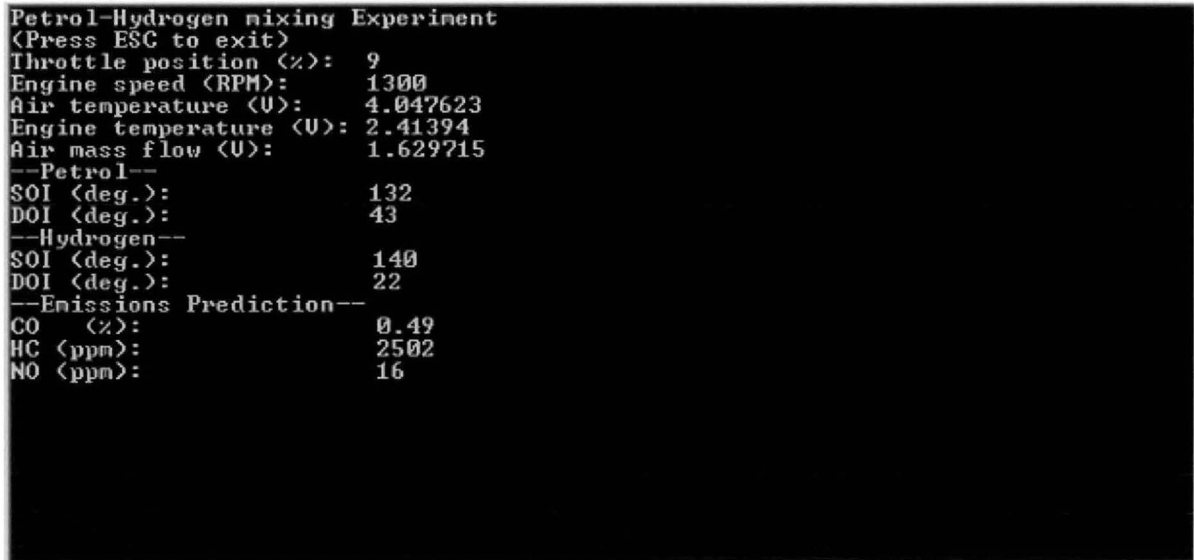 Petrol-Hydrogen mixing Experiment
(Press ESC to exit)
Throttle position (%): 9
Engine speed (RPM): 1300
Air temperature (V): 4.047623
Engine temperature (V): 2.41394
Air mass flow (V): 1.629715
--Petrol--
SOI (deg.): 132
DOI (deg.): 43
--Hydrogen--
SOI (deg.): 140
DOI (deg.): 22
--Emissions Prediction--
CO (%): 0.49
HC (ppm): 2502
NO (ppm): 16